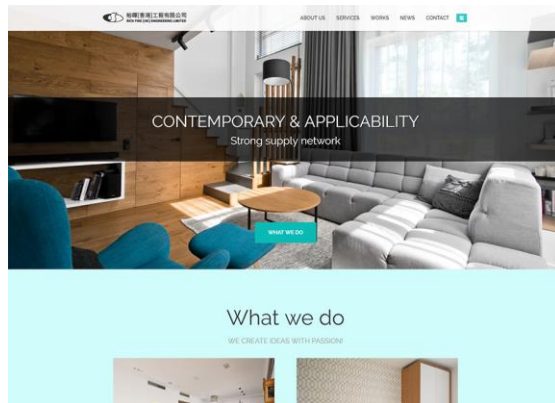 ABOUT US
SERVICES
WORKS
NEWS
CONTACT
CONTEMPORARY & APPLICABILITY
Strong supply network
WHAT WE DO
What we do
WE CREATE IDEAS WITH PASSION!